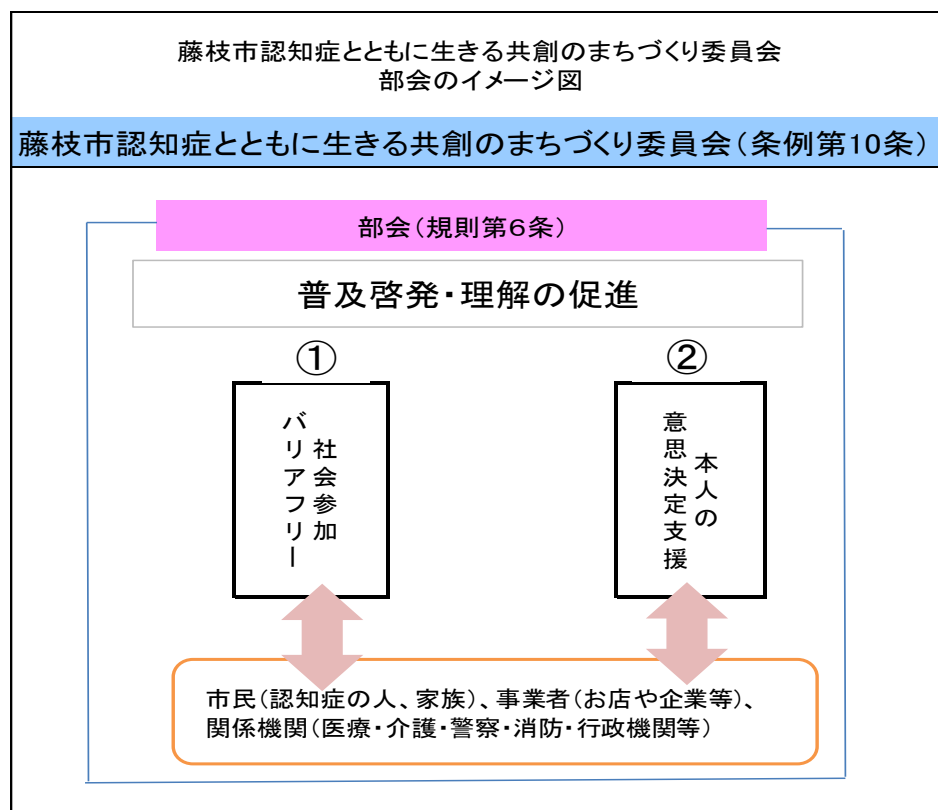 藤枝市認知症とともに生きる共創のまちづくり委員会
部会のイメージ図
藤枝市認知症とともに生きる共創のまちづくり委員会(条例第10条)
部会(規則第6条)
普及啓発・理解の促進
①
社会参加
バリアフリー
②
本人の
意思決定支援
市民(認知症の人、家族)、事業者(お店や企業等)、
関係機関(医療・介護・警察・消防・行政機関等)